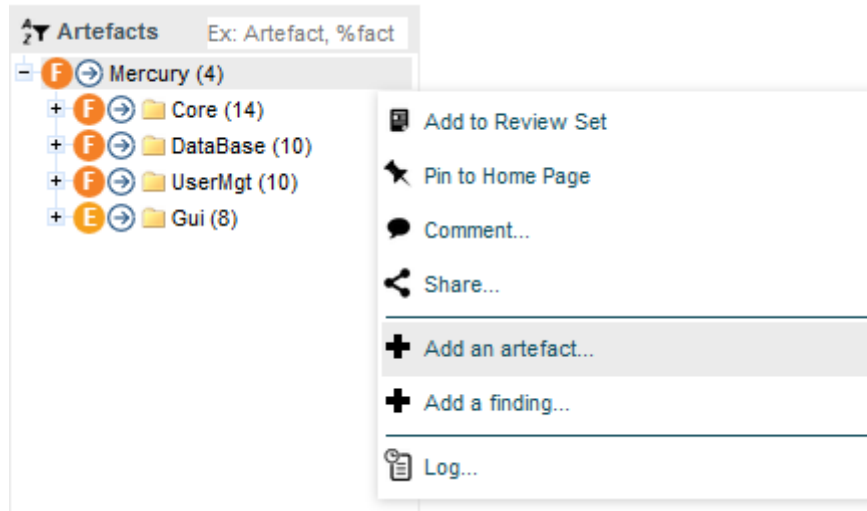 Artefacts Ex: Artefact, %fact
F Mercury (4)
F Core (14)
F DataBase (10)
F UserMgt (10)
E Gui (8)
Add to Review Set
Pin to Home Page
Comment...
Share...
Add an artefact...
Add a finding...
Log...